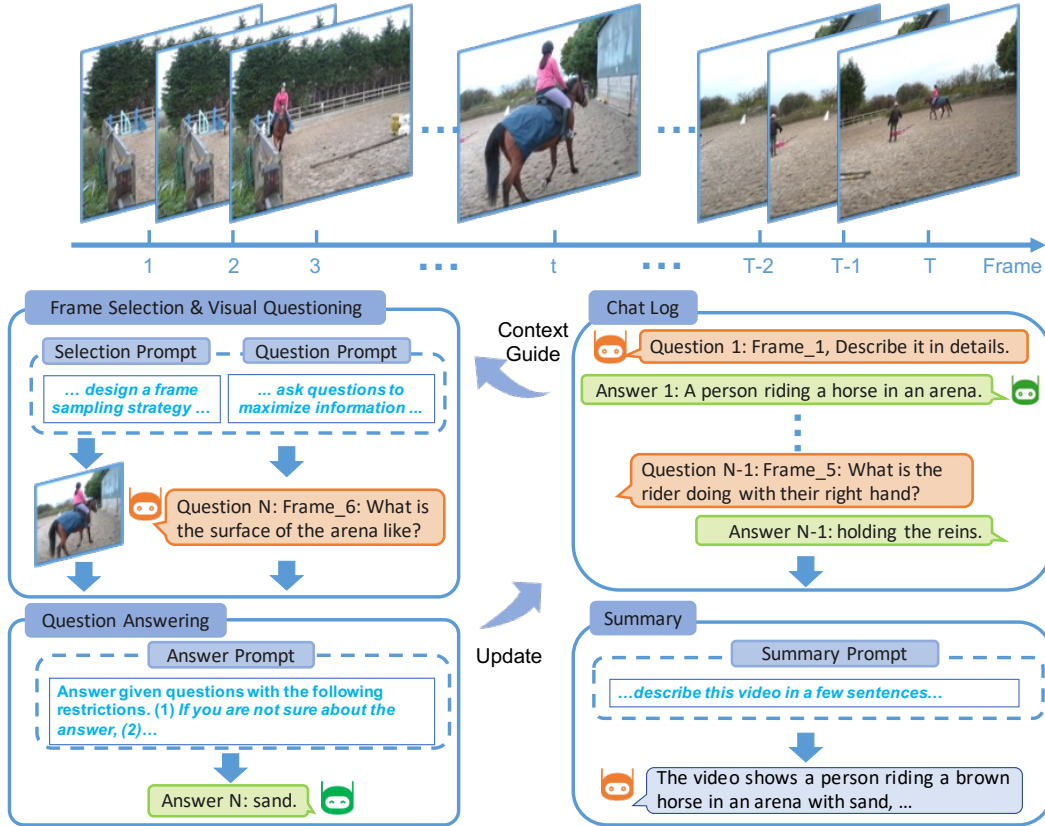 1 2 3 ... t ... T-2 T-1 T Frame
Frame Selection & Visual Questioning
Selection Prompt
Question Prompt
... design a frame
sampling strategy ...
... ask questions to
maximize information ...
Question N: Frame_6: What is
the surface of the arena like?
Context
Guide
Chat Log
Question 1: Frame_1, Describe it in details.
Answer 1: A person riding a horse in an arena.
Question N-1: Frame_5: What is the
rider doing with their right hand?
Answer N-1: holding the reins.
Question Answering
Answer Prompt
Answer given questions with the following
restrictions. (1) If you are not sure about the
answer, (2)...
Answer N: sand.
Update
Summary
Summary Prompt
...describe this video in a few sentences...
The video shows a person riding a brown
horse in an arena with sand, ...